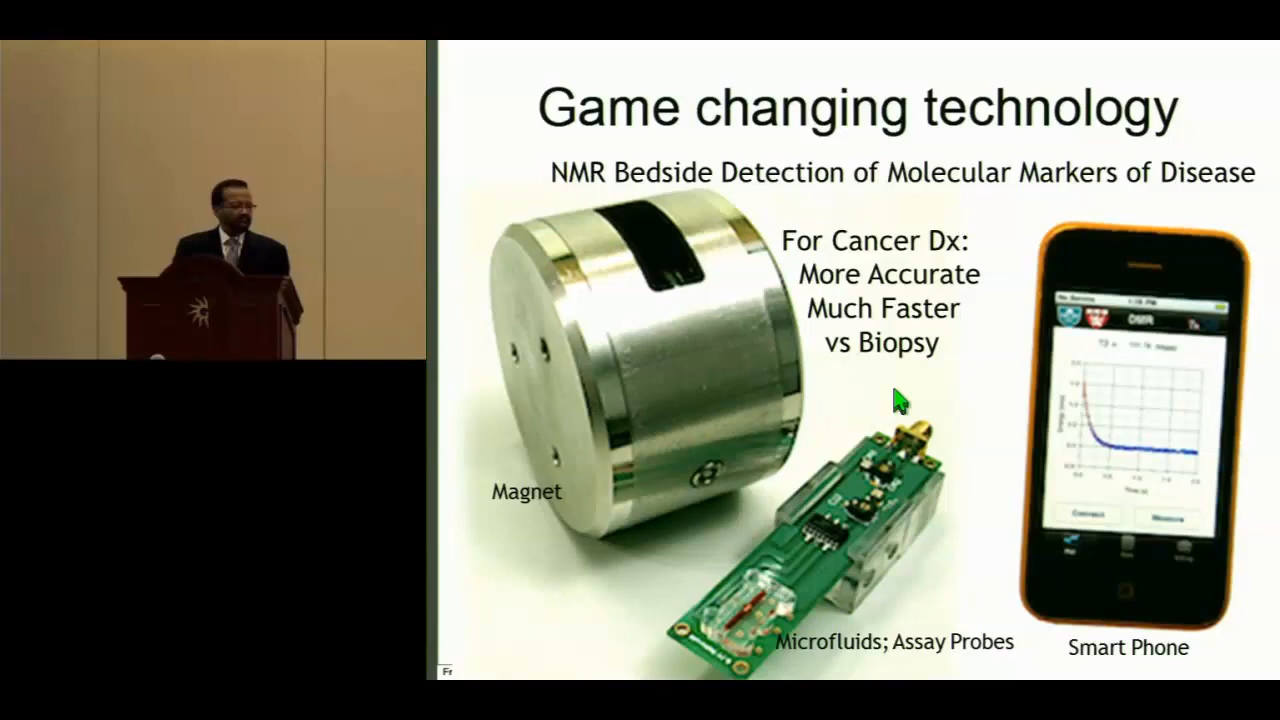 Game changing technology
NMR Bedside Detection of Molecular Markers of Disease
For Cancer Dx:
More Accurate
Much Faster
vs Biopsy
DMR
Connect
Measure
Magnet
Microfluids; Assay Probes
Smart Phone
Fr